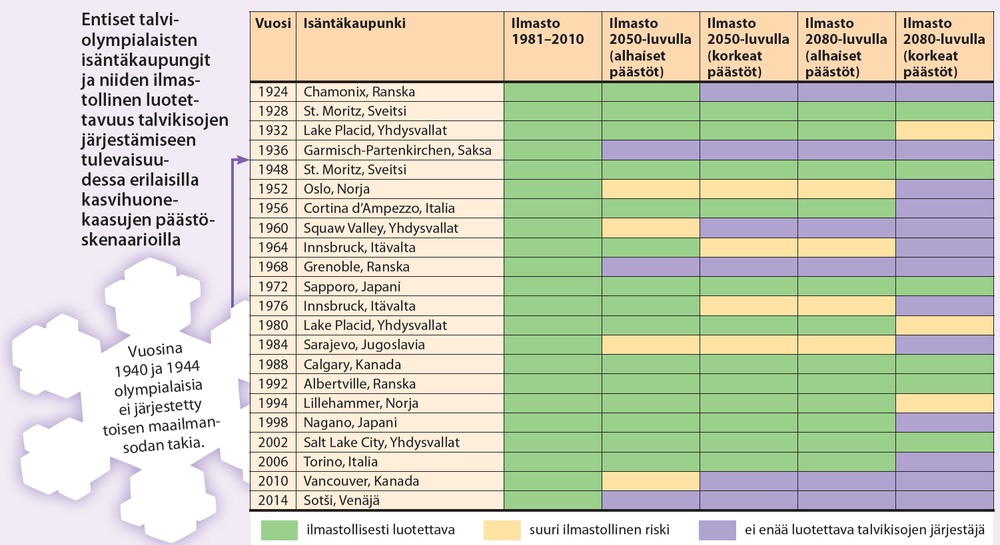 Entiset talvi-
olympialaisten
isäntäkaupungit
ja niiden ilmas-
tollinen luotet-
tavuus talvikisojen
järjestämiseen
tulevaisuu-
dessa erilaisilla
kasvihuone-
kaasujen päästö-
skenaarioilla
Vuosina
1940 ja 1944
olympialaisia
ei järjestetty
toisen maailman-
sodan takia.
Vuosi Isäntäkaupunki Ilmasto 1981–2010 Ilmasto 2050-luvulla (alhaiset päästöt) Ilmasto 2050-luvulla (korkeat päästöt) Ilmasto 2080-luvulla (alhaiset päästöt) Ilmasto 2080-luvulla (korkeat päästöt)
1924 Chamonix, Ranska
1928 St. Moritz, Sveitsi
1932 Lake Placid, Yhdysvallat
1936 Garmisch-Partenkirchen, Saksa
1948 St. Moritz, Sveitsi
1952 Oslo, Norja
1956 Cortina d’Ampezzo, Italia
1960 Squaw Valley, Yhdysvallat
1964 Innsbruck, Itävalta
1968 Grenoble, Ranska
1972 Sapporo, Japani
1976 Innsbruck, Itävalta
1980 Lake Placid, Yhdysvallat
1984 Sarajevo, Jugoslavia
1988 Calgary, Kanada
1992 Albertville, Ranska
1994 Lillehammer, Norja
1998 Nagano, Japani
2002 Salt Lake City, Yhdysvallat
2006 Torino, Italia
2010 Vancouver, Kanada
2014 Sotši, Venäjä
ilmastollisesti luotettava suuri ilmastollinen riski ei enää luotettava talvikisojen järjestäjä